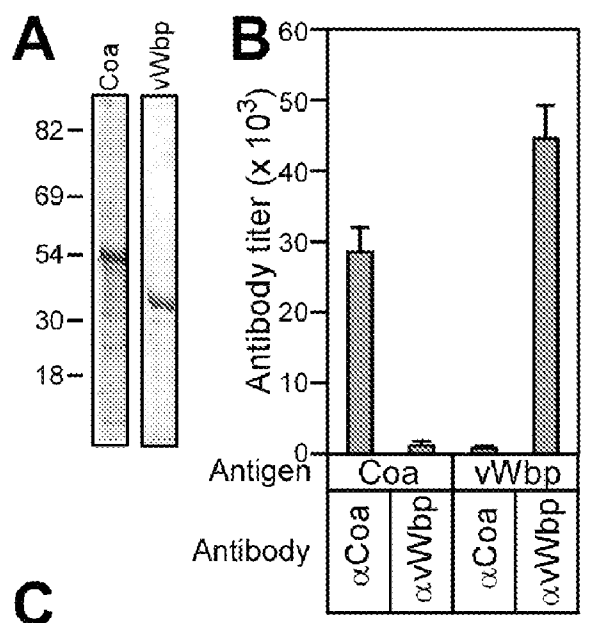 A
Coa
vWbp
82
69
54
30
18
B
Antibody titer (x 10³)
60
50
40
30
20
10
0
Antigen
Coa
vWbp
Antibody
αCoa
αvWbp
αCoa
αvWbp
C